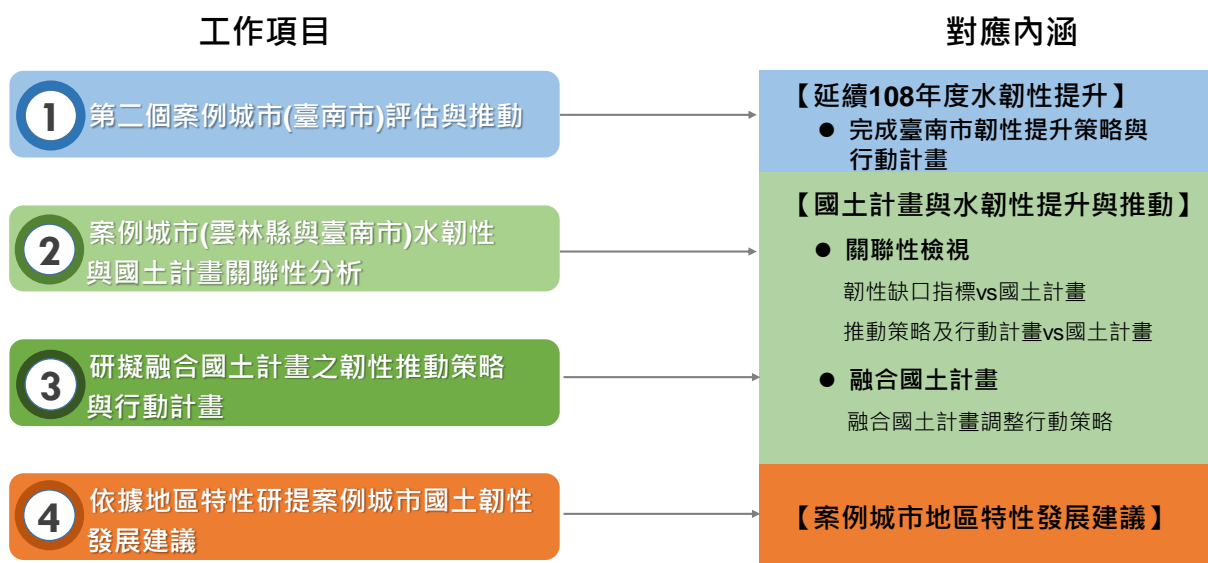 工作項目
對應內涵
1
第二個案例城市(臺南市)評估與推動
【延續108年度水韌性提升】
● 完成臺南市韌性提升策略與
行動計畫
2
案例城市(雲林縣與臺南市)水韌性
與國土計畫關聯性分析
【國土計畫與水韌性提升與推動】
● 關聯性檢視
韌性缺口指標vs國土計畫
推動策略及行動計畫vs國土計畫
3
研擬融合國土計畫之韌性推動策略
與行動計畫
● 融合國土計畫
融合國土計畫調整行動策略
4
依據地區特性研提案例城市國土韌性
發展建議
【案例城市地區特性發展建議】